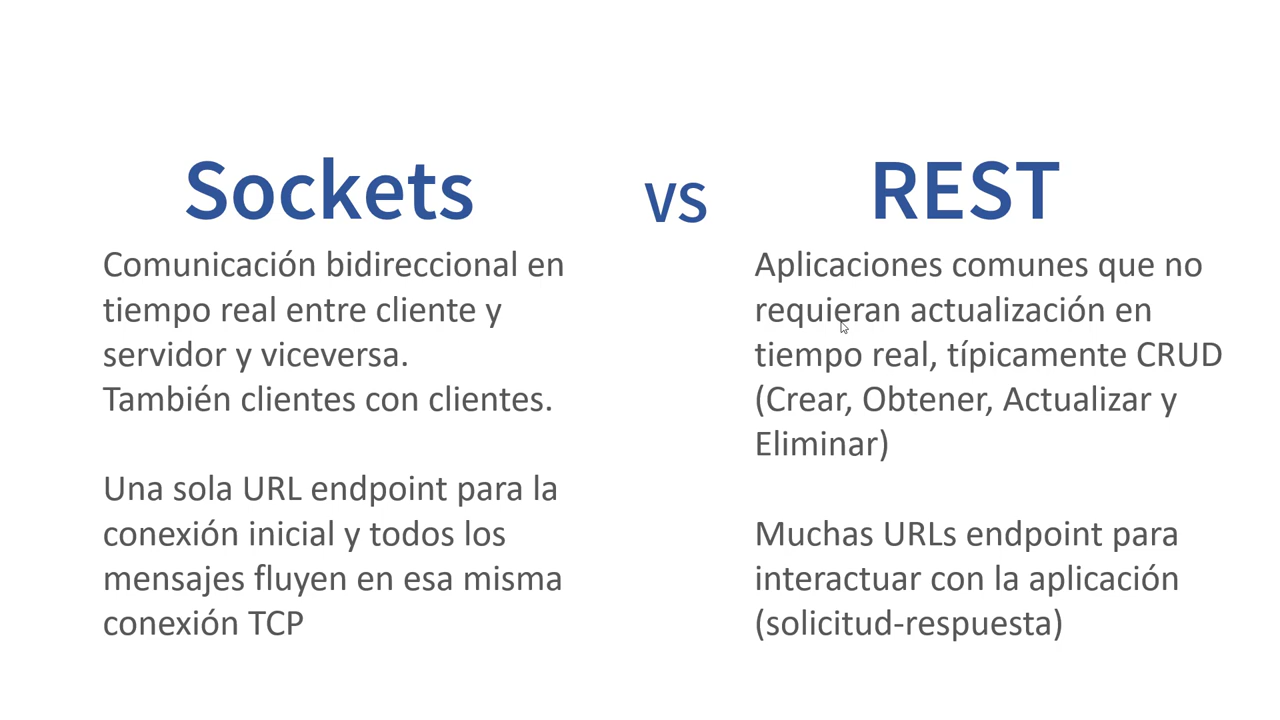 Sockets
vs
REST
Comunicación bidireccional en
tiempo real entre cliente y
servidor y viceversa.
También clientes con clientes.
Una sola URL endpoint para la
conexión inicial y todos los
mensajes fluyen en esa misma
conexión TCP
Aplicaciones comunes que no
requieran actualización en
tiempo real, típicamente CRUD
(Crear, Obtener, Actualizar y
Eliminar)
Muchas URLs endpoint para
interactuar con la aplicación
(solicitud-respuesta)